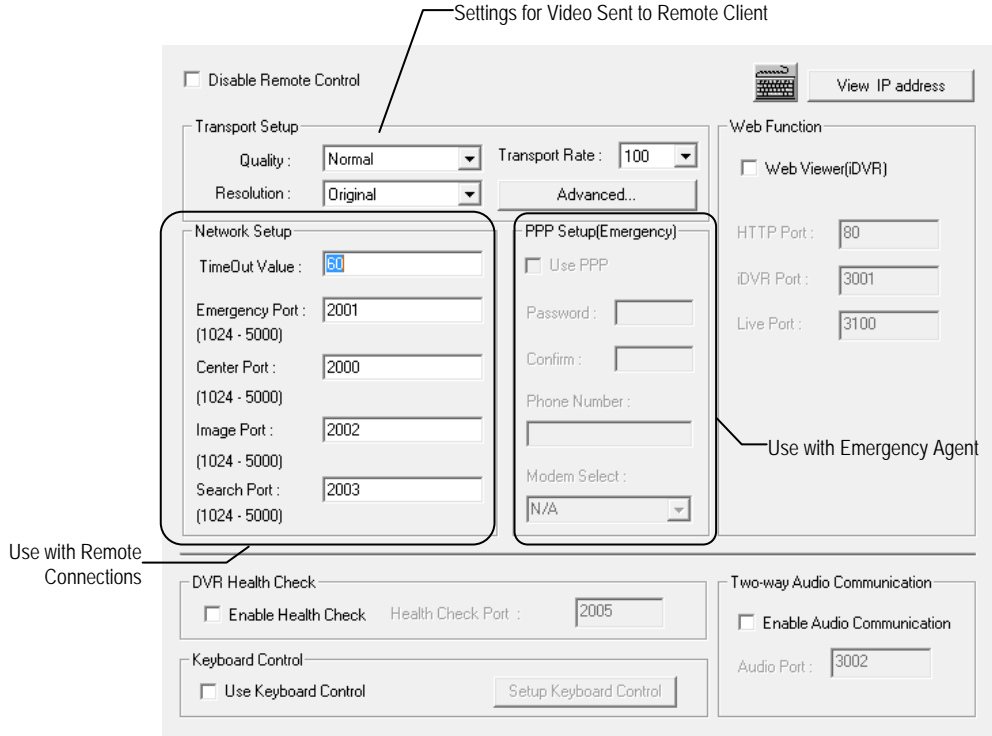 Settings for Video Sent to Remote Client
Disable Remote Control
View IP address
Transport Setup
Quality :
Normal
Transport Rate :
100
Resolution :
Original
Advanced...
Web Function
Web Viewer(iDVR)
HTTP Port :
80
iDVR Port :
3001
Live Port :
3100
Network Setup
TimeOut Value :
60
Emergency Port :
2001
(1024 - 5000)
Center Port :
2000
(1024 - 5000)
Image Port :
2002
(1024 - 5000)
Search Port :
2003
(1024 - 5000)
PPP Setup(Emergency)
Use PPP
Password :
Confirm :
Phone Number :
Modem Select :
N/A
Use with Emergency Agent
Use with Remote
Connections
DVR Health Check
Enable Health Check
Health Check Port :
2005
Two-way Audio Communication
Enable Audio Communication
Audio Port :
3002
Keyboard Control
Use Keyboard Control
Setup Keyboard Control